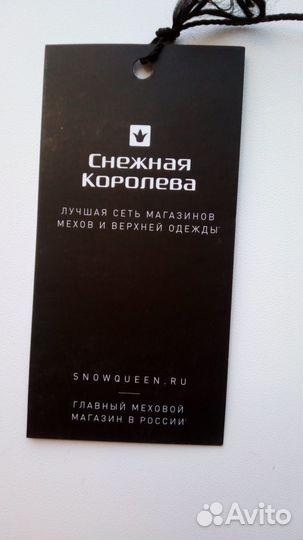 Снежная
Королева
ЛУЧШАЯ СЕТЬ МАГАЗИНОВ
МЕХОВ И ВЕРХНЕЙ ОДЕЖДЫ
SNOWQUEEN.RU
ГЛАВНЫЙ МЕХОВОЙ
МАГАЗИН В РОССИИ
Avito